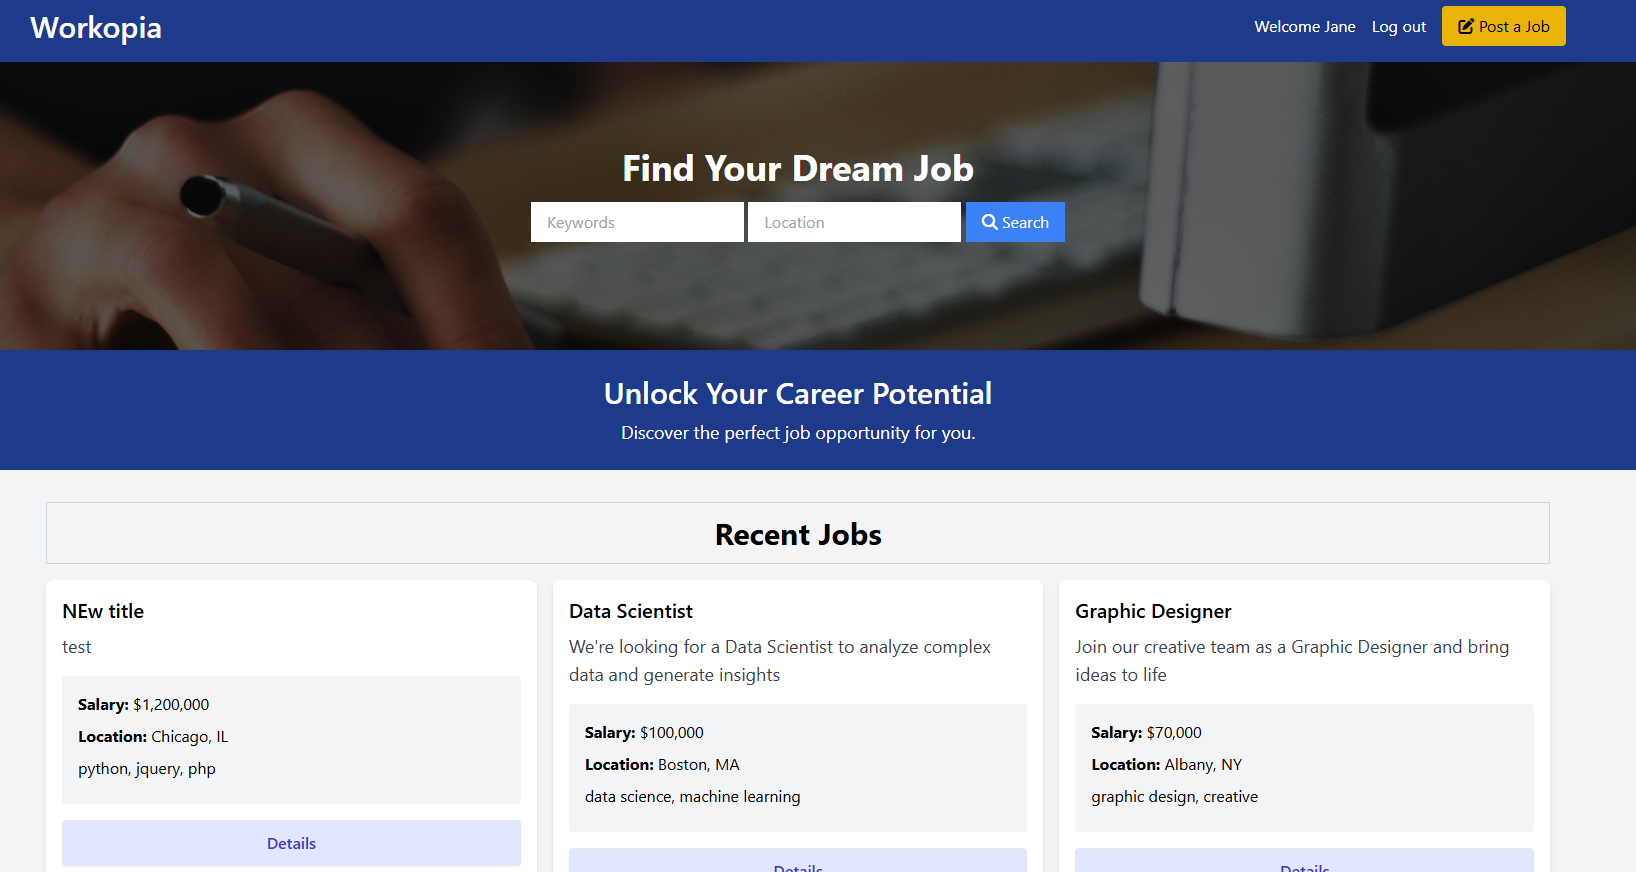 Workopia
Welcome Jane Log out Post a Job
Find Your Dream Job
Keywords Location Search
Unlock Your Career Potential
Discover the perfect job opportunity for you.
Recent Jobs
NEw title
test
Salary: $1,200,000
Location: Chicago, IL
python, jquery, php
Details
Data Scientist
We're looking for a Data Scientist to analyze complex
data and generate insights
Salary: $100,000
Location: Boston, MA
data science, machine learning
Details
Graphic Designer
Join our creative team as a Graphic Designer and bring
ideas to life
Salary: $70,000
Location: Albany, NY
graphic design, creative
Details